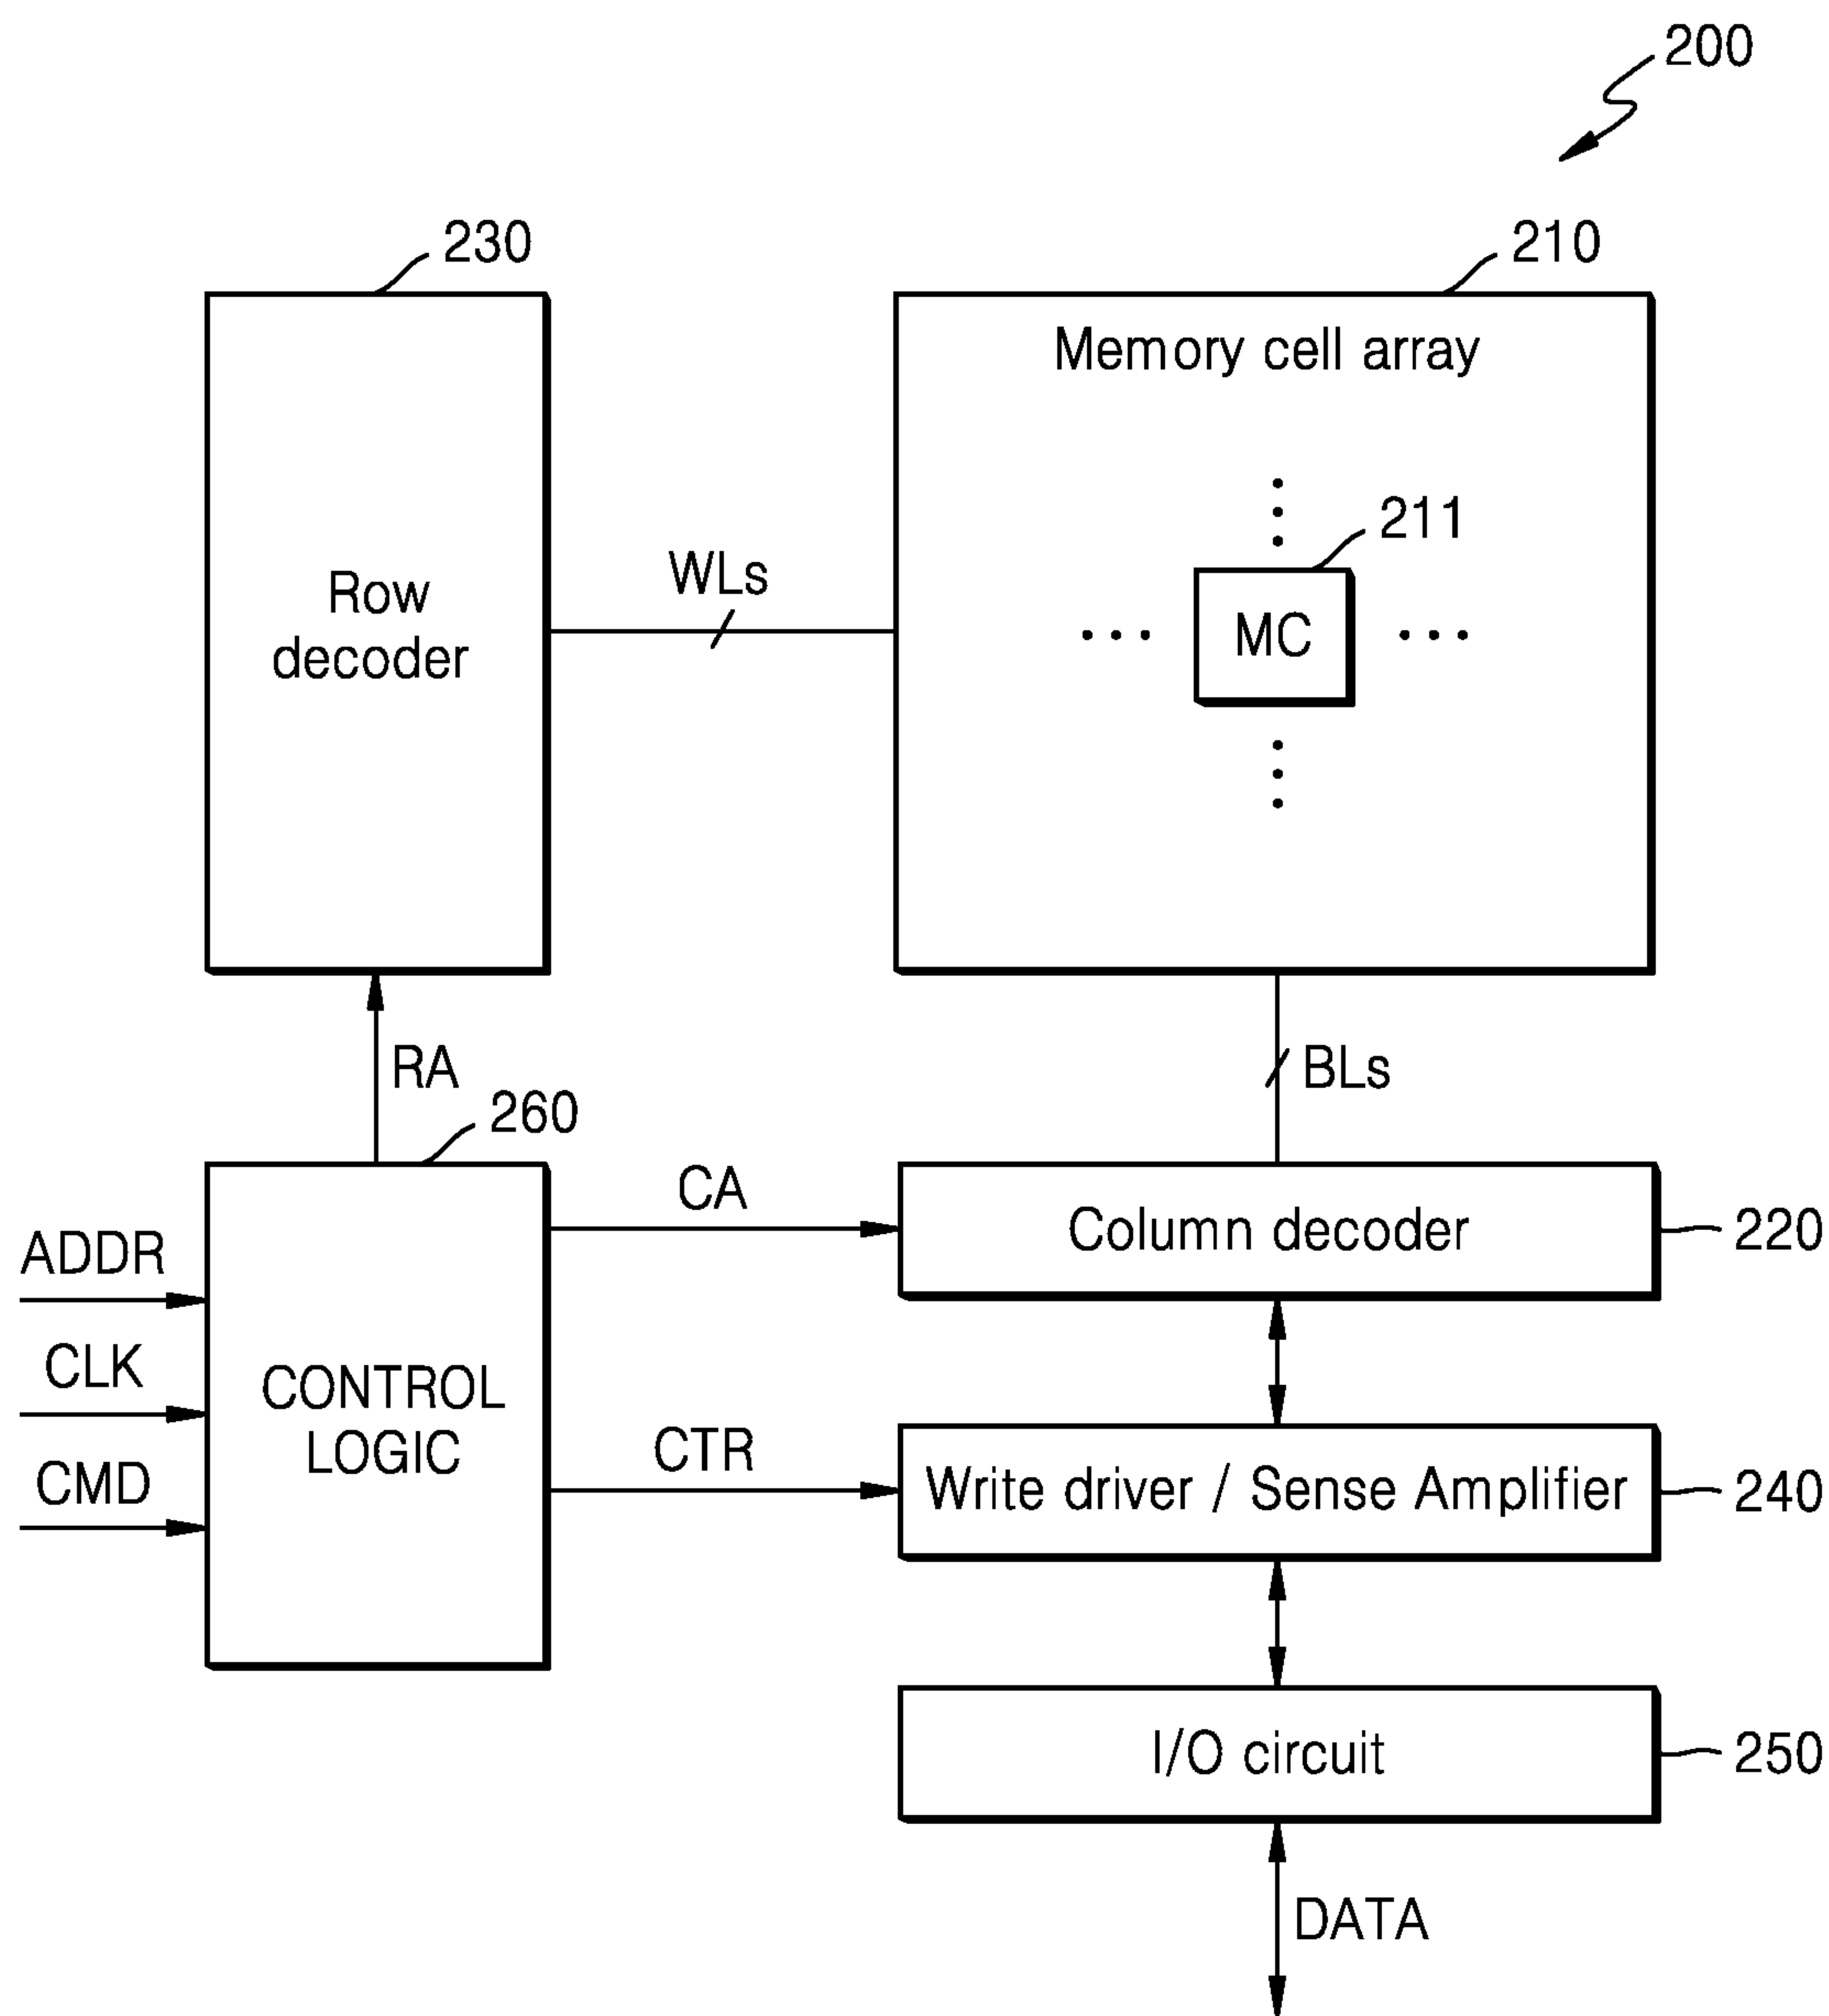 200
230
210
Memory cell array
211
WLs
Row
decoder
MC
RA
BLs
260
CA
Column decoder
220
ADDR
CLK
CONTROL
LOGIC
CTR
CMD
Write driver / Sense Amplifier
240
I/O circuit
250
DATA